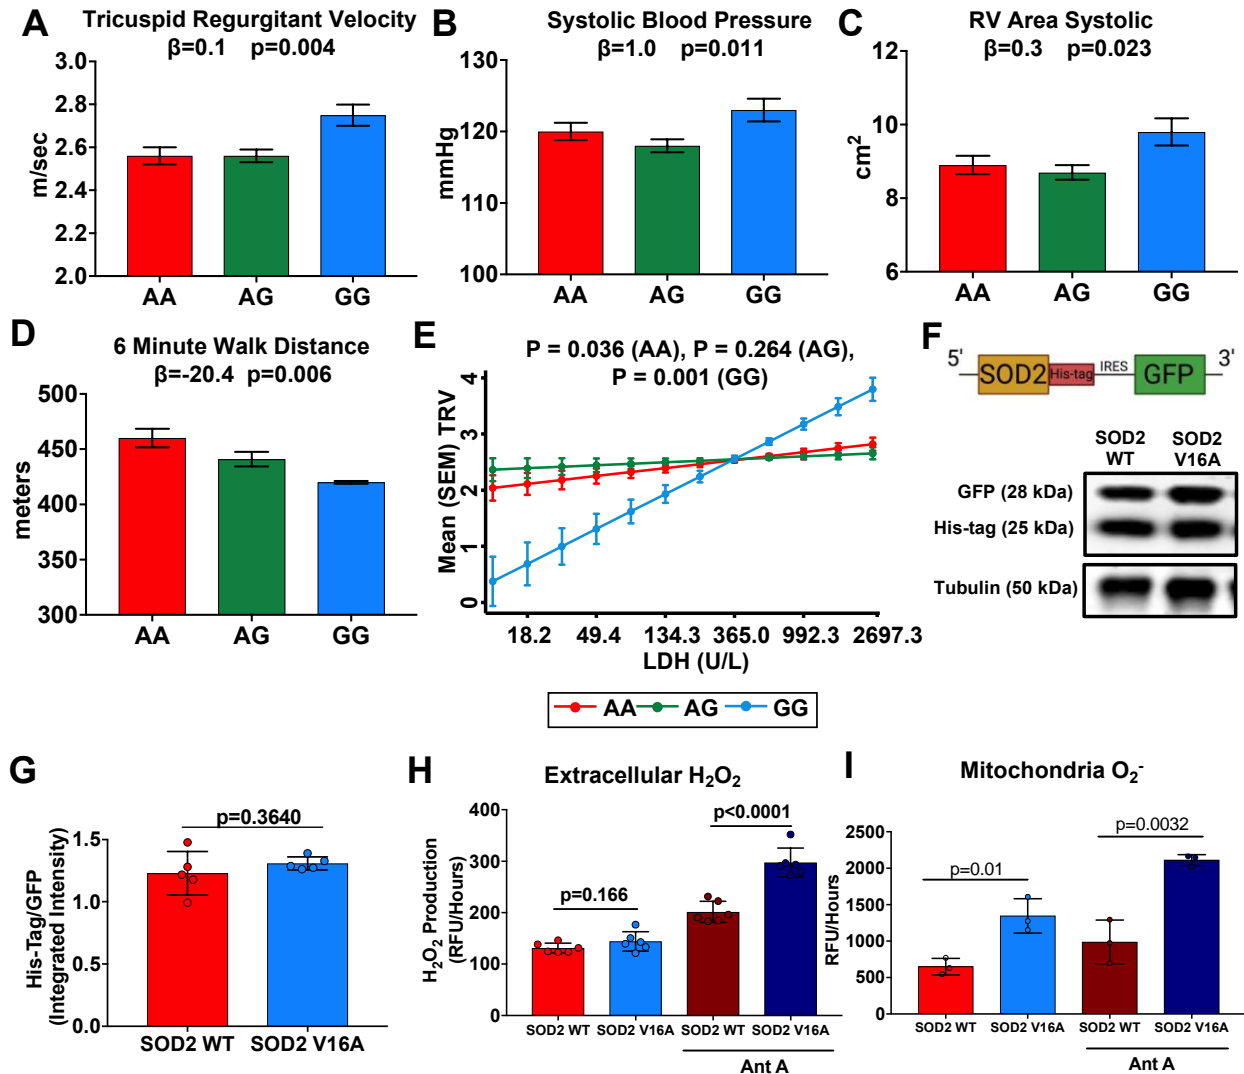 A
Tricuspid Regurgitant Velocity
β=0.1 p=0.004
3.0
2.8
2.6
2.4
2.2
2.0
m/sec
AA AG GG
B
Systolic Blood Pressure
β=1.0 p=0.011
130
120
110
100
mmHg
AA AG GG
C
RV Area Systolic
β=0.3 p=0.023
12
10
8
6
cm²
AA AG GG
D
6 Minute Walk Distance
β=-20.4 p=0.006
500
450
400
350
300
meters
AA AG GG
E
P = 0.036 (AA), P = 0.264 (AG),
P = 0.001 (GG)
4
3
2
1
0
Mean (SEM) TRV
18.2 49.4 134.3 365.0 992.3 2697.3
LDH (U/L)
AA AG GG
F
5' SOD2 His-tag IRES GFP 3'
SOD2 SOD2
WT V16A
GFP (28 kDa)
His-tag (25 kDa)
Tubulin (50 kDa)
G
p=0.3640
1.5
1.0
0.5
0.0
His-Tag/GFP
(Integrated Intensity)
SOD2 WT SOD2 V16A
H
Extracellular H₂O₂
400
300
200
100
0
H₂O₂ Production
(RFU/Hours)
p=0.166
p<0.0001
SOD2 WT SOD2 V16A SOD2 WT SOD2 V16A
Ant A
I
Mitochondria O₂⁻
2500
2000
1500
1000
500
0
RFU/Hours
p=0.01
p=0.0032
SOD2 WT SOD2 V16A SOD2 WT SOD2 V16A
Ant A